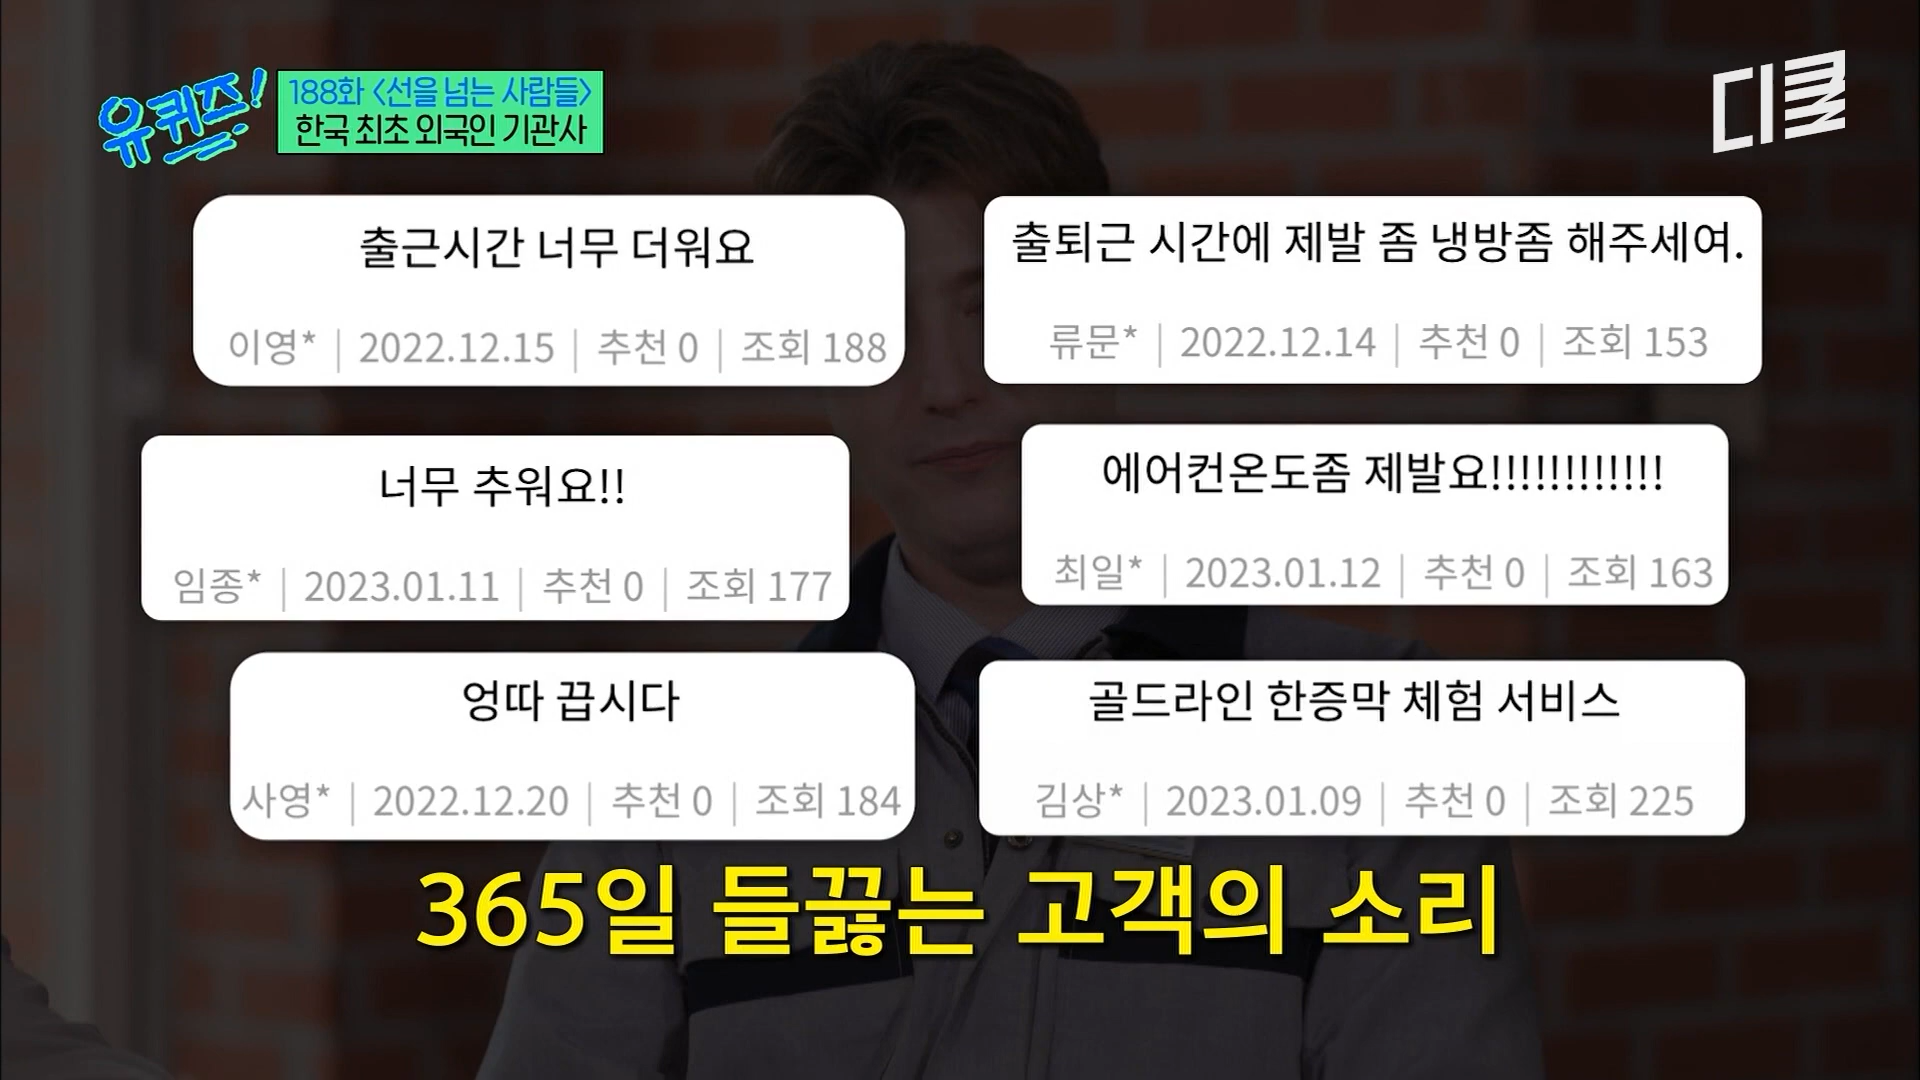 유퀴즈!
188화 <선을 넘는 사람들>
한국 최초 외국인 기관사
디클
출근시간 너무 더워요
이영* | 2022.12.15 | 추천 0 | 조회 188
출퇴근 시간에 제발 좀 냉방좀 해주세여.
류문* | 2022.12.14 | 추천 0 | 조회 153
너무 추워요!!
임종* | 2023.01.11 | 추천 0 | 조회 177
에어컨온도좀 제발요!!!!!!!!!!!!!
최일* | 2023.01.12 | 추천 0 | 조회 163
엉따 끕시다
사영* | 2022.12.20 | 추천 0 | 조회 184
골드라인 한증막 체험 서비스
김상* | 2023.01.09 | 추천 0 | 조회 225
365일 들끓는 고객의 소리